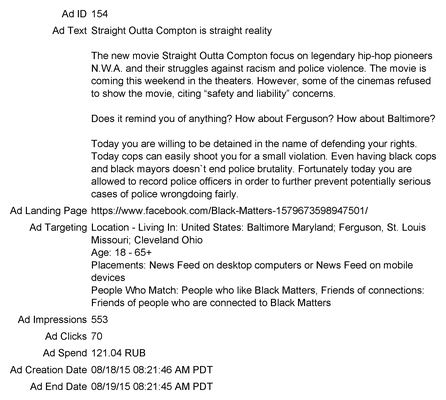 Ad ID 154
Ad Text Straight Outta Compton is straight reality
The new movie Straight Outta Compton focus on legendary hip-hop pioneers
N.W.A. and their struggles against racism and police violence. The movie is
coming this weekend in the theaters. However, some of the cinemas refused
to show the movie, citing “safety and liability” concerns.
Does it remind you of anything? How about Ferguson? How about Baltimore?
Today you are willing to be detained in the name of defending your rights.
Today cops can easily shoot you for a small violation. Even having black cops
and black mayors doesn`t end police brutality. Fortunately today you are
allowed to record police officers in order to further prevent potentially serious
cases of police wrongdoing fairly.
Ad Landing Page https://www.facebook.com/Black-Matters-1579673598947501/
Ad Targeting Location - Living In: United States: Baltimore Maryland; Ferguson, St. Louis
Missouri; Cleveland Ohio
Age: 18 - 65+
Placements: News Feed on desktop computers or News Feed on mobile
devices
People Who Match: People who like Black Matters, Friends of connections:
Friends of people who are connected to Black Matters
Ad Impressions 553
Ad Clicks 70
Ad Spend 121.04 RUB
Ad Creation Date 08/18/15 08:21:46 AM PDT
Ad End Date 08/19/15 08:21:45 AM PDT